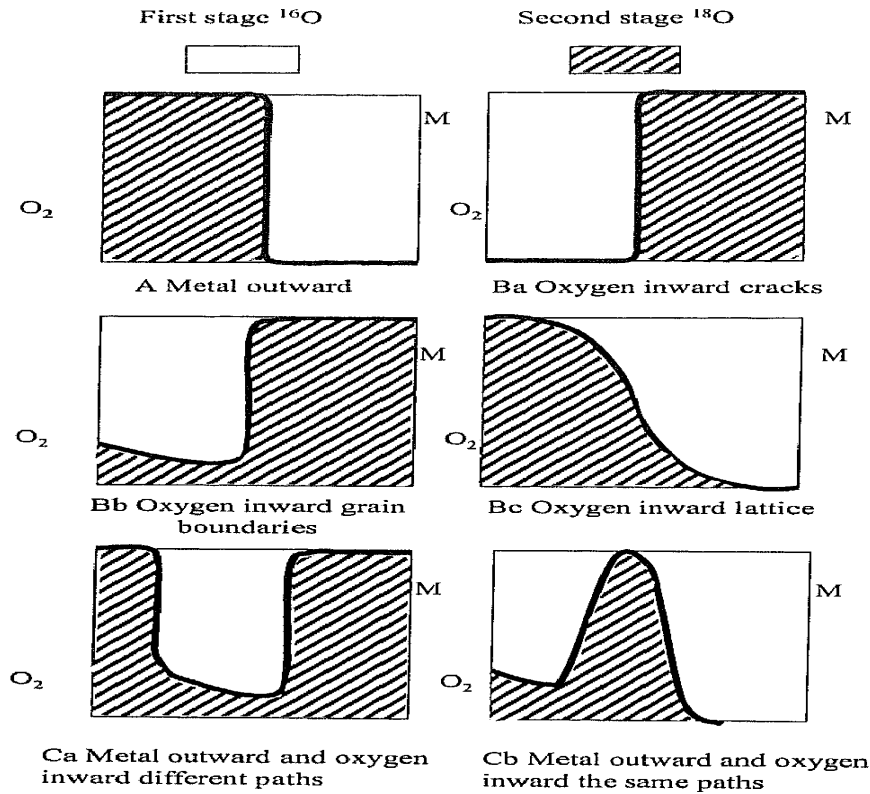 First stage ¹⁶O
Second stage ¹⁸O
M
M
O₂
O₂
A Metal outward
Ba Oxygen inward cracks
M
M
O₂
O₂
Bb Oxygen inward grain
boundaries
Bc Oxygen inward lattice
M
M
O₂
O₂
Ca Metal outward and oxygen
inward different paths
Cb Metal outward and oxygen
inward the same paths